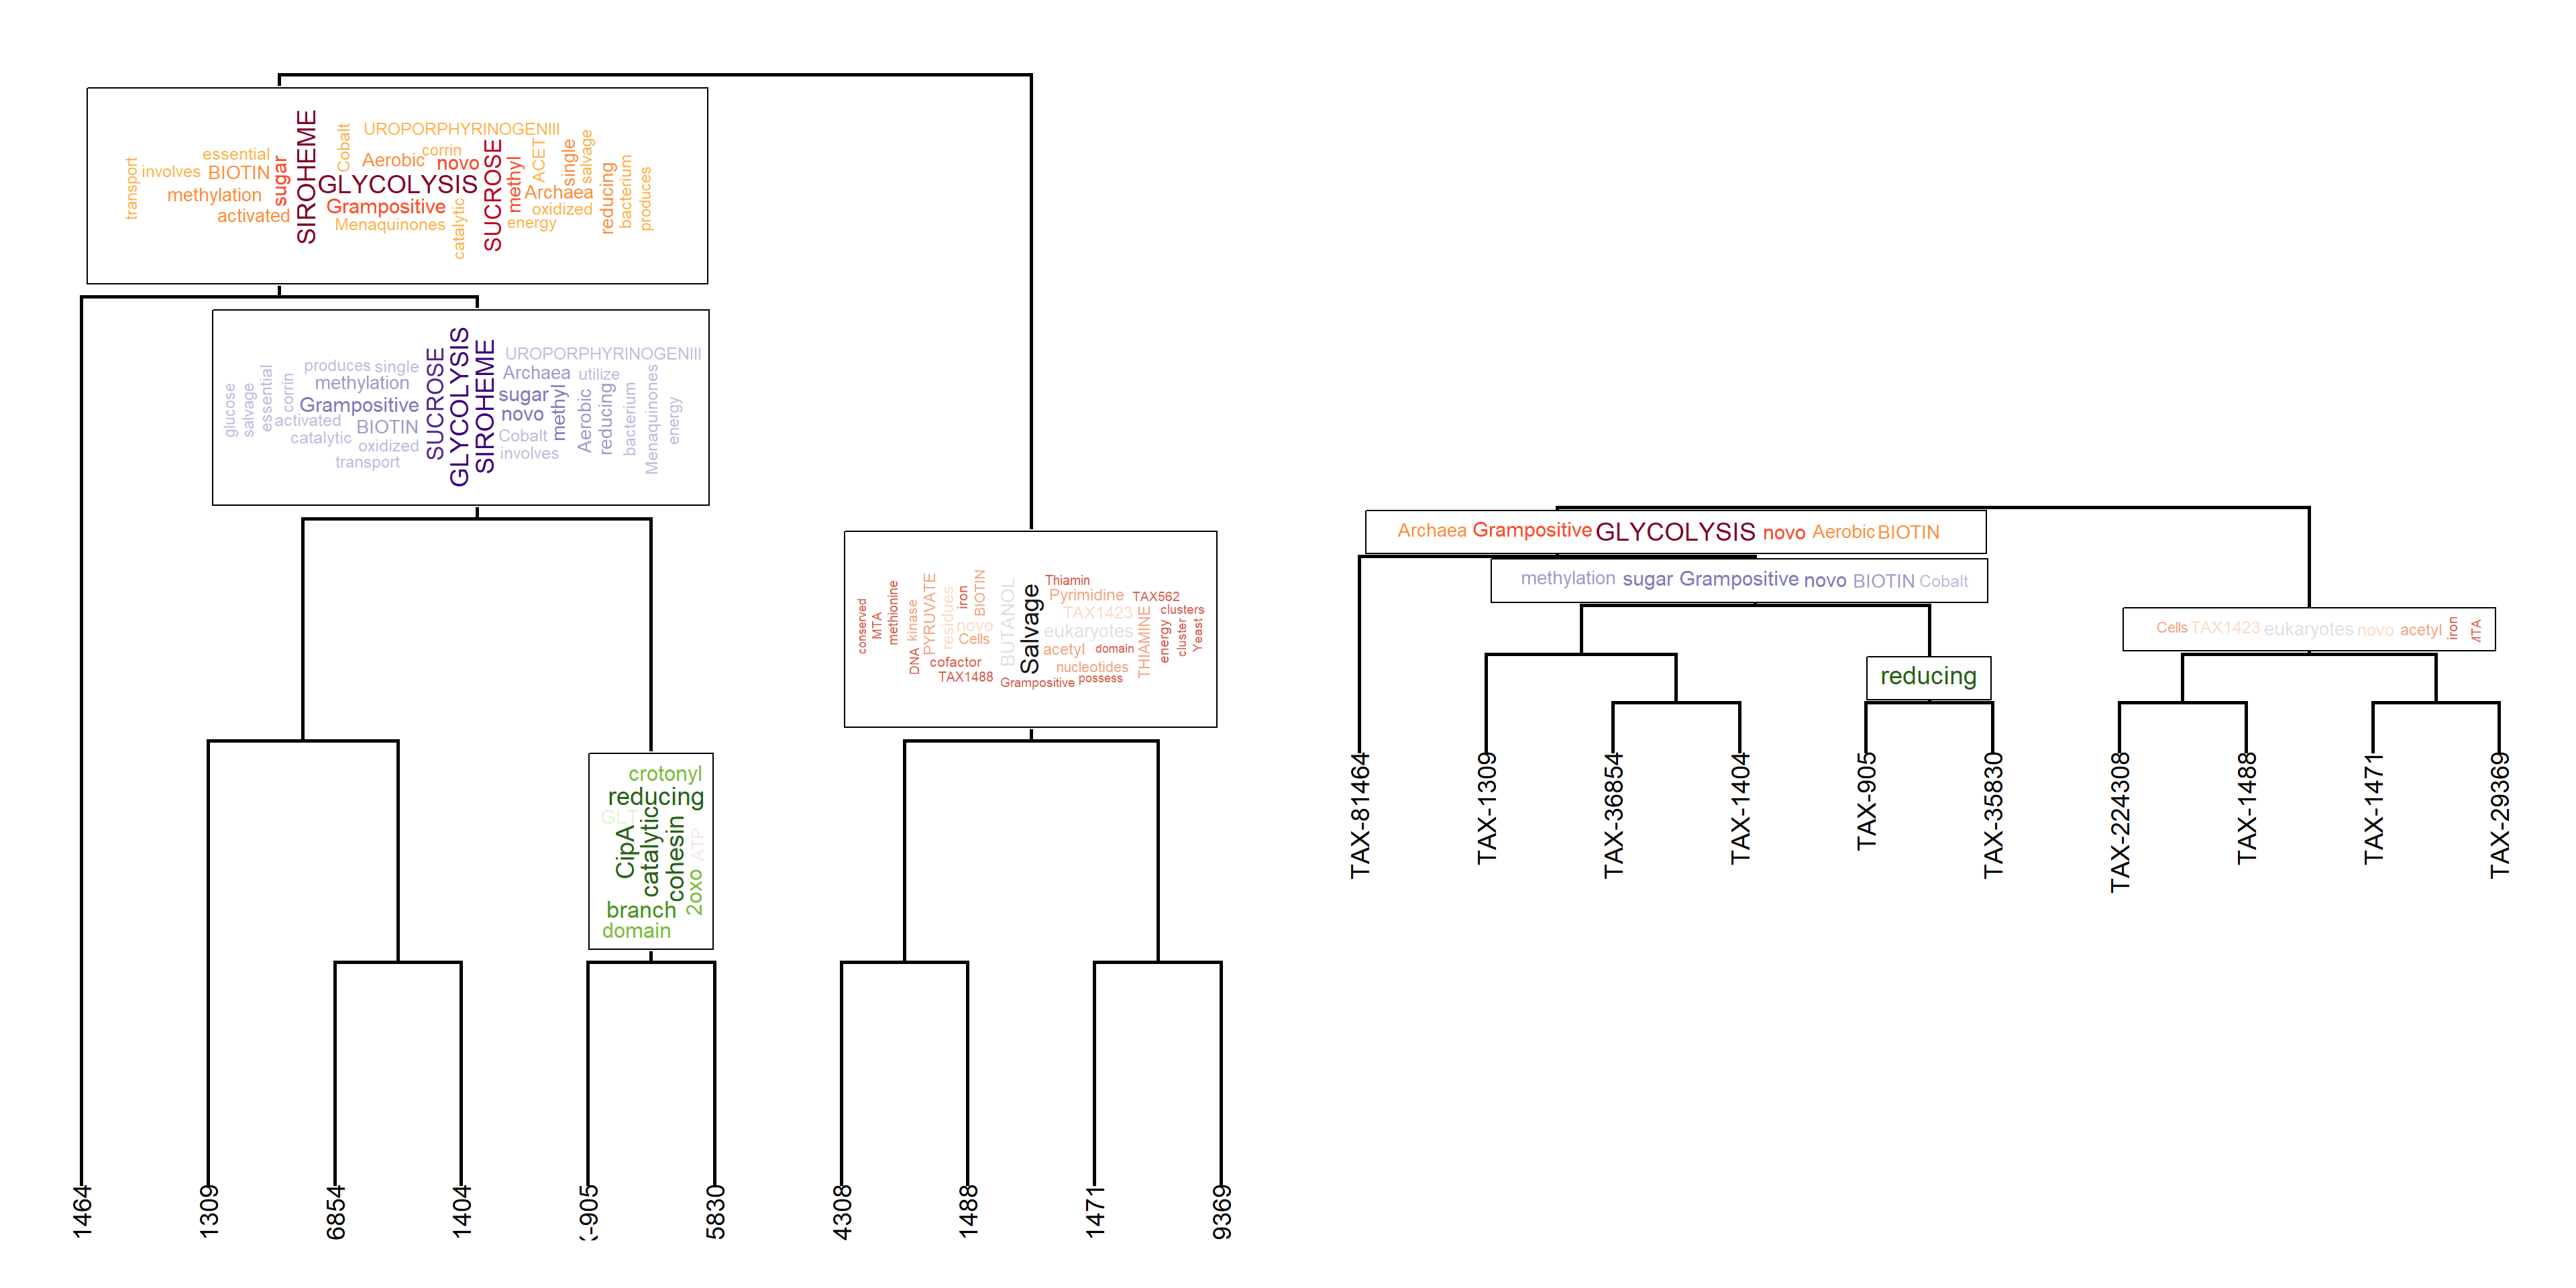 UROPORPHYRINOGENIII
Cobalt
essential
corrin
ACET
single
salvage
transport
involves
BIOTIN
sugar
SIROHEME
Aerobic
novo
SUCROSE
methyl
GLYCOLYSIS
methylation
Archaea
reducing
bacterium
produces
activated
Grampositive
oxidized
Menaquinones
catalytic
energy
produces
single
SUCROSE
GLYCOLYSIS
SIROHEME
UROPORPHYRINOGENIII
Archaea
utilize
glucose
salvage
essential
corrin
methylation
sugar
methyl
Aerobic
reducing
bacterium
Menaquinones
energy
Grampositive
novo
activated
BIOTIN
catalytic
Cobalt
oxidized
involves
transport
crotonyl
reducing
GLT
CipA
catalytic
cohesin
ATP
2oxo
branch
domain
conserved
MTA
methionine
DNA
kinase
PYRUVATE
residues
iron
BIOTIN
novo
Cells
cofactor
TAX1488
BUTANOL
Salvage
Thiamin
Pyrimidine
TAX562
TAX1423
clusters
eukaryotes
THIAMINE
energy
cluster
Yeast
acetyl
domain
nucleotides
Grampositive
possess
1464
1309
6854
1404
X-905
5830
4308
1488
1471
9369
Archaea Grampositive GLYCOLYSIS novo Aerobic BIOTIN
methylation sugar Grampositive novo BIOTIN Cobalt
Cells TAX1423 eukaryotes novo acetyl iron MTA
reducing
TAX-81464
TAX-1309
TAX-36854
TAX-1404
TAX-905
TAX-35830
TAX-224308
TAX-1488
TAX-1471
TAX-29369